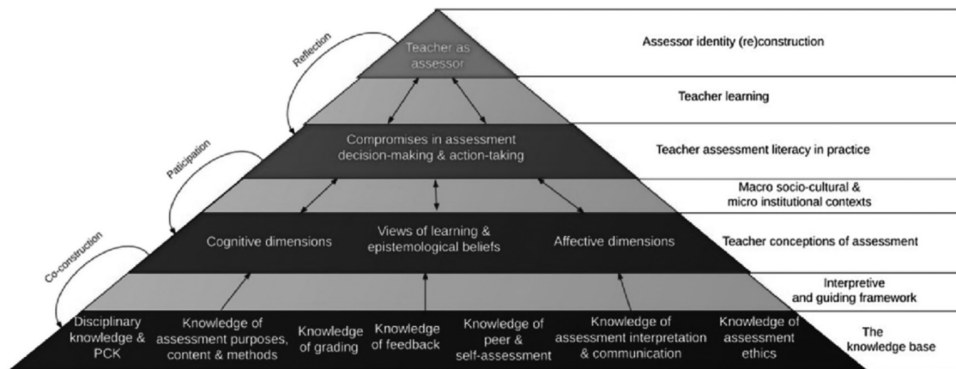 Reflection
Teacher as
assessor
Assessor identity (re)construction
Teacher learning
Paticipation
Compromises in assessment
decision-making & action-taking
Teacher assessment literacy in practice
Macro socio-cultural &
micro institutional contexts
Co-construction
Cognitive dimensions
Views of learning &
epistemological beliefs
Affective dimensions
Teacher conceptions of assessment
Interpretive
and guiding framework
Disciplinary
knowledge &
PCK
Knowledge of
assessment purposes,
content & methods
Knowledge
of grading
Knowledge
of feedback
Knowledge of
peer &
self-assessment
Knowledge of
assessment interpretation
& communication
Knowledge of
assessment
ethics
The
knowledge base